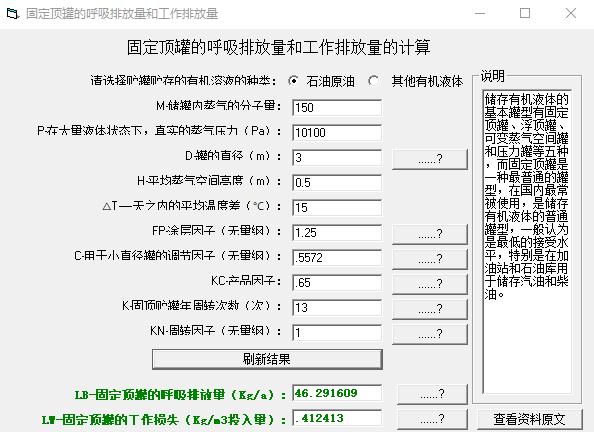 固定顶罐的呼吸排放量和工作排放量
固定顶罐的呼吸排放量和工作排放量的计算
请选择贮罐贮存的有机溶液的种类： 石油原油 其他有机液体
M-储罐内蒸气的分子量： 150
P-在大量液体状态下，真实的蒸气压力（Pa）： 10100
D-罐的直径（m）： 3 ......?
H-平均蒸气空间高度（m）： 0.5
△T-一天之内的平均温度差（℃）： 15
FP-涂层因子（无量纲）： 1.25 ......?
C-用于小直径罐的调节因子（无量纲）： .5572 ......?
KC-产品因子： .65 ......?
K-固顶贮罐年周转次数（次）： 13 ......?
KN-周转因子（无量纲）： 1 ......?
刷新结果
LB-固定顶罐的呼吸排放量（Kg/a）： 46.291609 ......?
LW-固定顶罐的工作损失（Kg/m3投入量）： .412413 ......?
说明
储存有机液体的
基本罐型有固定
顶罐、浮顶罐、
可变蒸气空间罐
和压力罐等五种
，而固定顶罐是
一种最普通的罐
型，在国内最常
被使用，是储存
有机液体的普通
罐型，一般认为
是最低的接受水
平，特别是在加
油站和石油库用
于储存汽油和柴
油。
查看资料原文